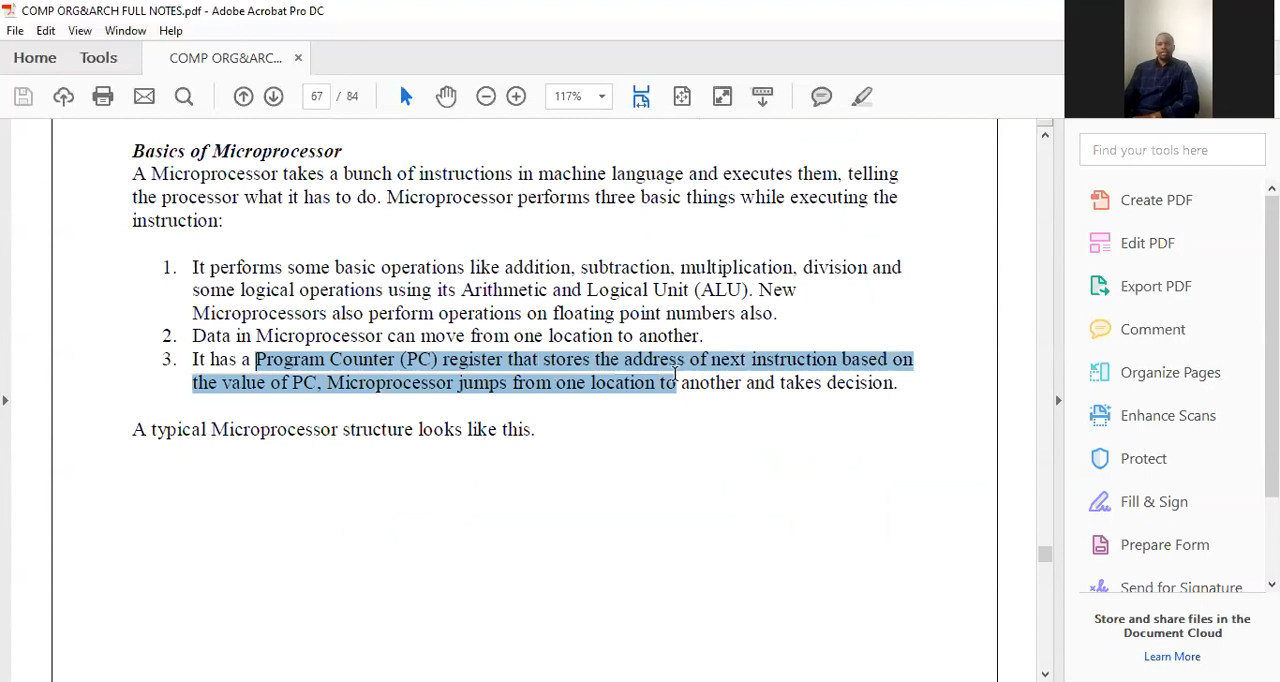 COMP ORG&ARCH FULL NOTES.pdf - Adobe Acrobat Pro DC
File Edit View Window Help
Home Tools COMP ORG&ARC... ×
67 / 84 117%
Basics of Microprocessor
A Microprocessor takes a bunch of instructions in machine language and executes them, telling
the processor what it has to do. Microprocessor performs three basic things while executing the
instruction:
1. It performs some basic operations like addition, subtraction, multiplication, division and
some logical operations using its Arithmetic and Logical Unit (ALU). New
Microprocessors also perform operations on floating point numbers also.
2. Data in Microprocessor can move from one location to another.
3. It has a Program Counter (PC) register that stores the address of next instruction based on
the value of PC, Microprocessor jumps from one location to another and takes decision.
A typical Microprocessor structure looks like this.
Find your tools here
Create PDF
Edit PDF
Export PDF
Comment
Organize Pages
Enhance Scans
Protect
Fill & Sign
Prepare Form
Send for Signature
Store and share files in the
Document Cloud
Learn More